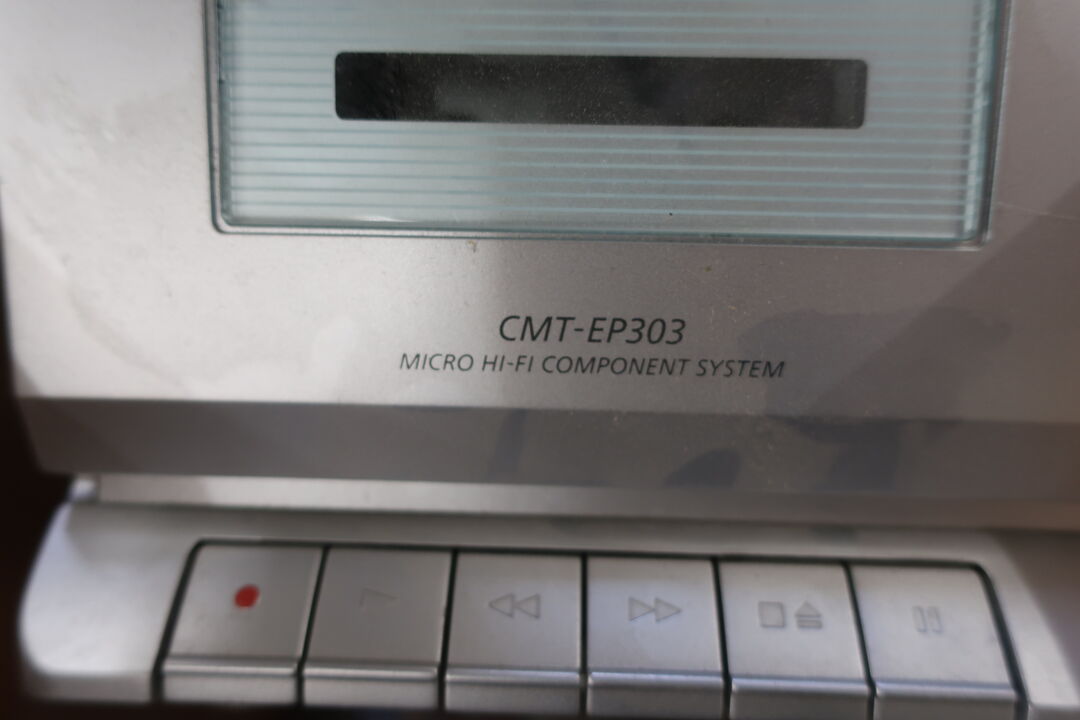 CMT-EP303
MICRO HI-FI COMPONENT SYSTEM